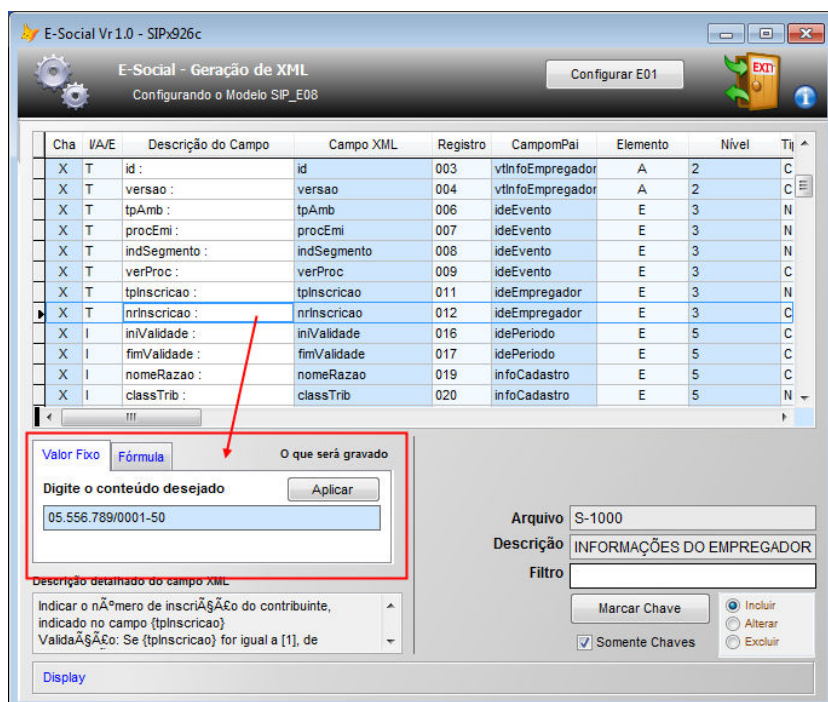 E-Social Vr 1.0 - SIPx926c
E-Social - Geração de XML
Configurando o Modelo SIP_E08
Configurar E01
EXIT
Cha I/A/E Descrição do Campo Campo XML Registro CampomPai Elemento Nível
X T id : id 003 vtInfoEmpregador A 2 C
X T versao : versao 004 vtInfoEmpregador A 2 C
X T tpAmb : tpAmb 006 ideEvento E 3 N
X T procEmi : procEmi 007 ideEvento E 3 N
X T indSegmento : indSegmento 008 ideEvento E 3 N
X T verProc : verProc 009 ideEvento E 3 C
X T tpInscricao : tpInscricao 011 ideEmpregador E 3 N
X T nrInscricao : nrInscricao 012 ideEmpregador E 3 C
X I iniValidade : iniValidade 016 idePeriodo E 5 C
X I fimValidade : fimValidade 017 idePeriodo E 5 C
X I nomeRazao : nomeRazao 019 infoCadastro E 5 C
X I classTrib : classTrib 020 infoCadastro E 5 N
Valor Fixo Fórmula O que será gravado
Digite o conteúdo desejado Aplicar
05.556.789/0001-50
Arquivo S-1000
Descrição INFORMAÇÕES DO EMPREGADOR
Filtro
Descrição detalhado do campo XML
Indicar o nÃºmero de inscriÃ§Ã£o do contribuinte,
indicado no campo {tpInscricao}
ValidaÃ§Ã£o: Se {tpInscricao} for igual a [1], de
Marcar Chave
Somente Chaves
Incluir
Alterar
Excluir
Display